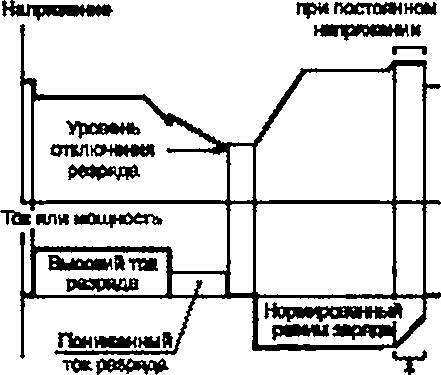 Напряжение
при постоянном
напряжении
Уровень
отключения
разряда
Ток или мощность
Высокий ток
разряда
Нормированный
режим заряда
Пониженный
ток разряда